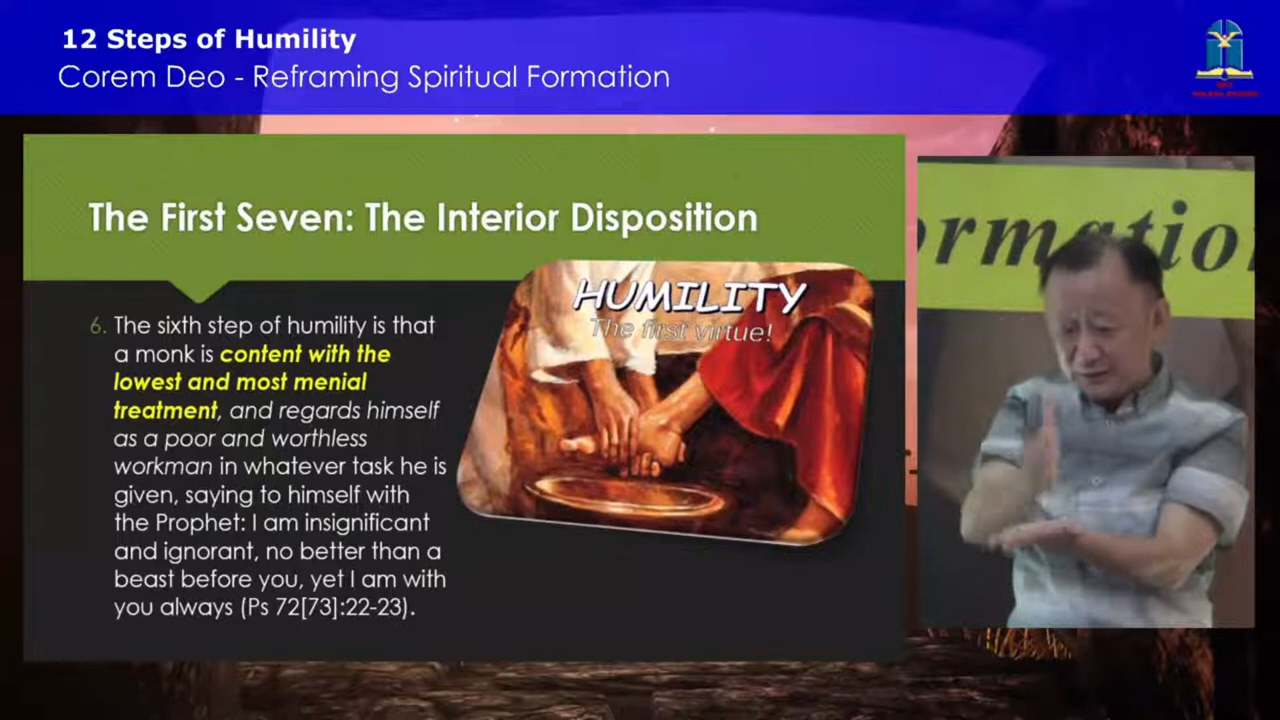 12 Steps of Humility
Corem Deo - Reframing Spiritual Formation
The First Seven: The Interior Disposition
HUMILITY
The first virtue!
6. The sixth step of humility is that
a monk is content with the
lowest and most menial
treatment, and regards himself
as a poor and worthless
workman in whatever task he is
given, saying to himself with
the Prophet: I am insignificant
and ignorant, no better than a
beast before you, yet I am with
you always (Ps 72[73]:22-23).
ormatio